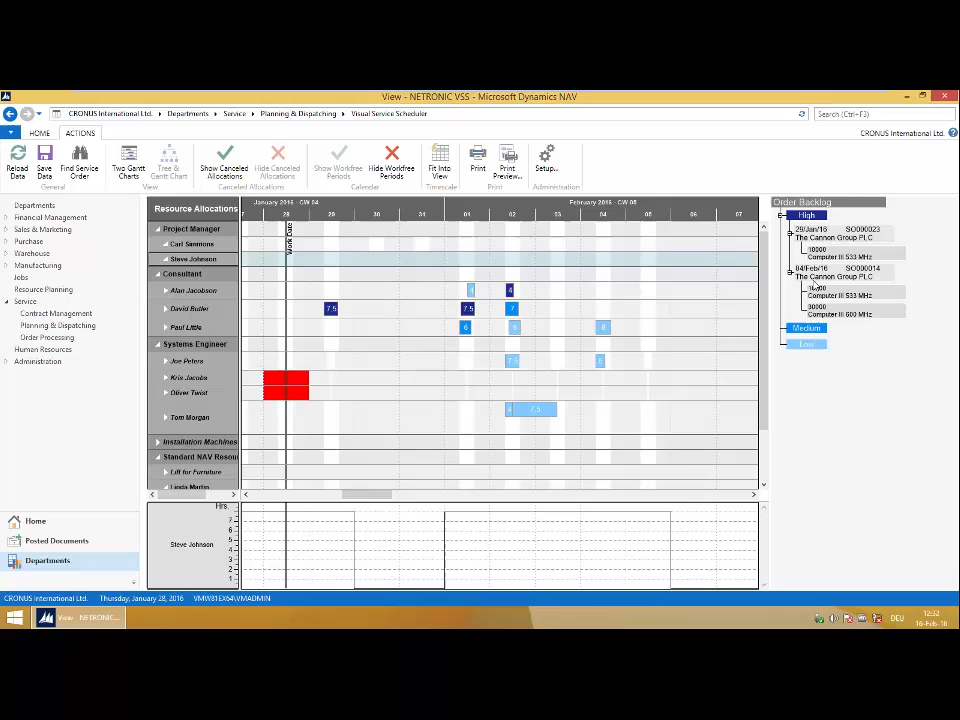 View - NETRONIC VSS - Microsoft Dynamics NAV
CRONUS International Ltd. Departments Service Planning & Dispatching Visual Service Scheduler
Search (Ctrl+F3)
HOME ACTIONS
CRONUS International Ltd.
Reload Data
Save Data
Find Service Order
Two Gantt Charts
Tree & Gantt Chart
Show Canceled Allocations
Hide Canceled Allocations
Show Workfree Periods
Hide Workfree Periods
Fit Into View
Print
Print Preview...
Setup...
General View Canceled Allocations Calendar Timescale Print Administration
Departments
Financial Management
Sales & Marketing
Purchase
Warehouse
Manufacturing
Jobs
Resource Planning
Service
Contract Management
Planning & Dispatching
Order Processing
Human Resources
Administration
Home
Posted Documents
Departments
Resource Allocations
January 2016 - CW 04 February 2016 - CW 05
7 28 29 30 31 01 02 03 04 05 06 07
Work Date
Project Manager
Carl Simmons
Steve Johnson
Consultant
Alan Jacobson 4
David Butler 7.5 7.5 7
Paul Little 6 6
Systems Engineer
Joe Peters 7.5
Kris Jacobs
Oliver Twist
Tom Morgan 7.5
Installation Machines
Standard NAV Resou
Lift for Furniture
Linda Martin
Hrs.
7
6
5
4
3
2
1
Steve Johnson
Order Backlog
High
29/Jan/16 SO000023
The Cannon Group PLC
10000
Computer III 533 MHz
04/Feb/16 SO000014
The Cannon Group PLC
Computer III 533 MHz
30000
Computer III 600 MHz
Medium
Low
CRONUS International Ltd. Thursday, January 28, 2016 VMW81EX64\VMADMIN
View NETRONIC...
DEU
12:32
16-Feb-16